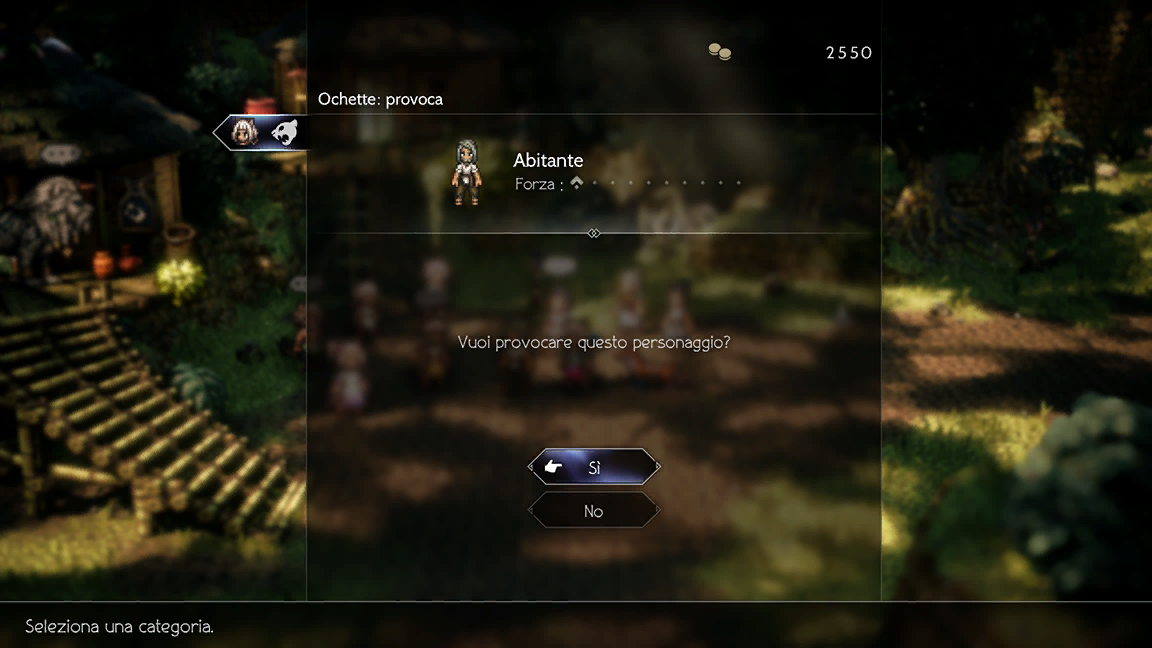 2550
Ochette: provoca
Abitante
Forza :
Vuoi provocare questo personaggio?
Sì
No
Seleziona una categoria.